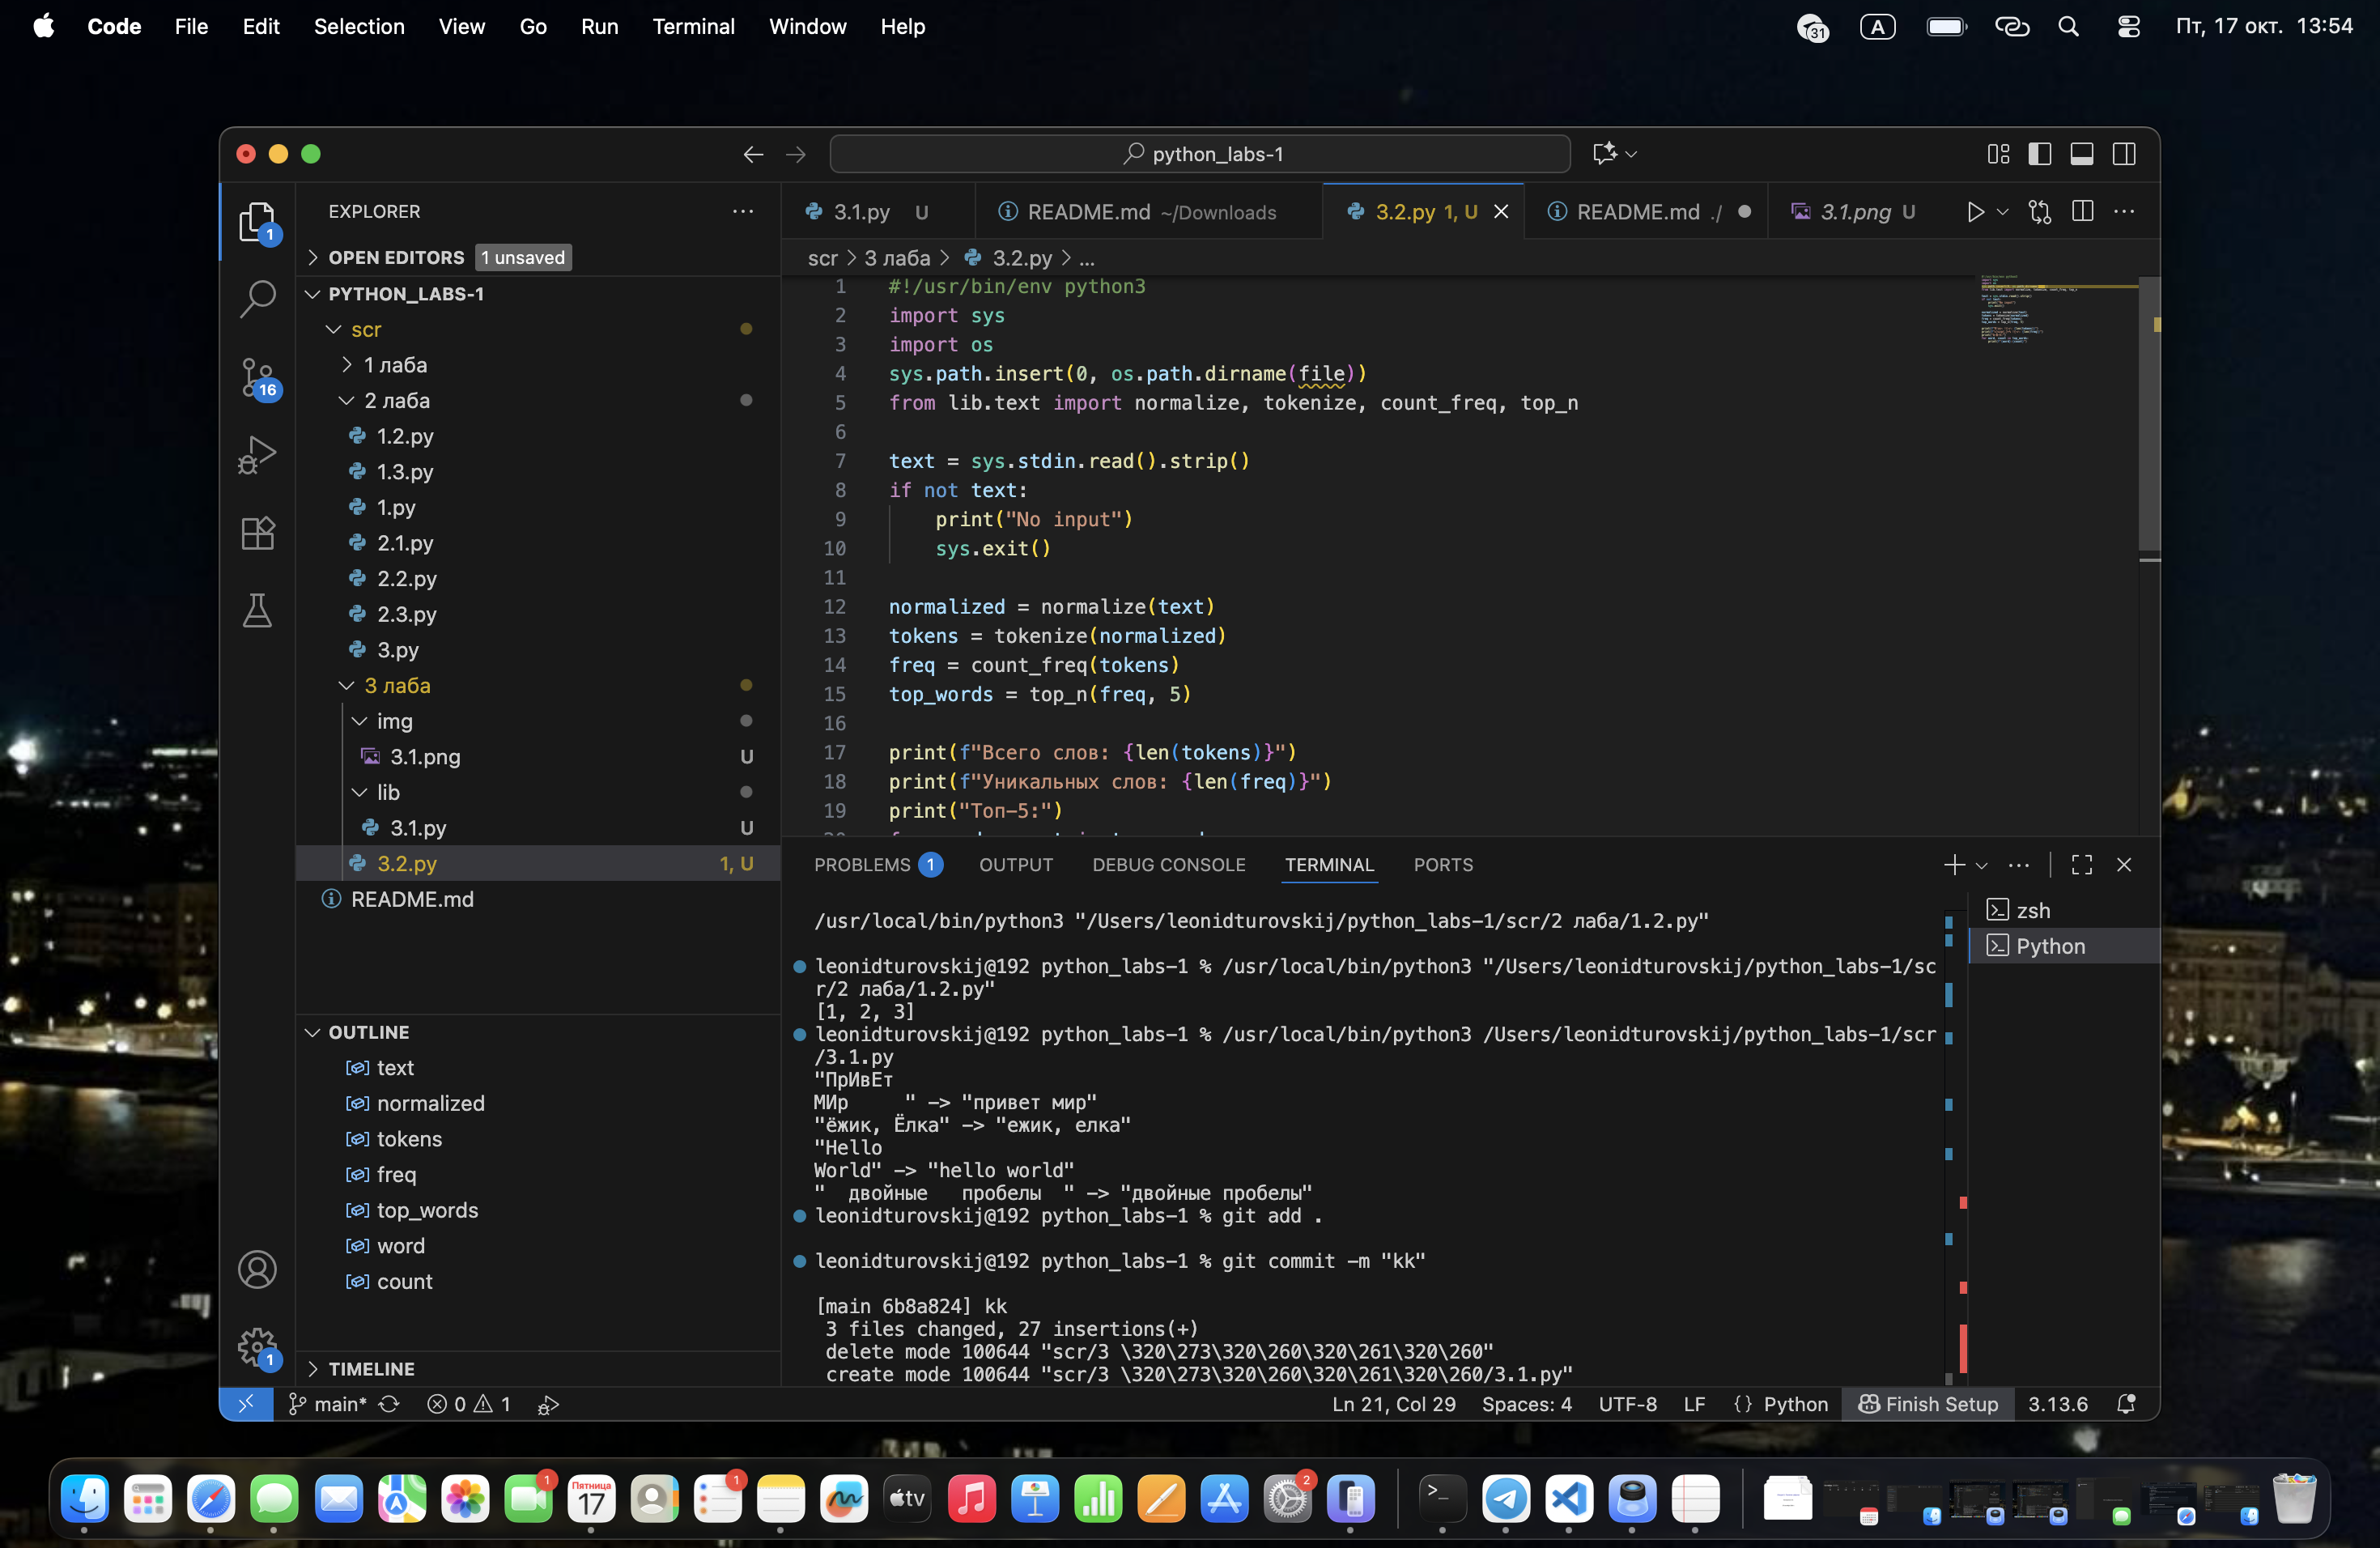 Code File Edit Selection View Go Run Terminal Window Help
31 A Пт, 17 окт. 13:54
python_labs-1
EXPLORER
OPEN EDITORS 1 unsaved
PYTHON_LABS-1
scr
1 лаба
2 лаба
1.2.py
1.3.py
1.py
2.1.py
2.2.py
2.3.py
3.py
3 лаба
img
3.1.png U
lib
3.1.py U
3.2.py 1, U
README.md
OUTLINE
text
normalized
tokens
freq
top_words
word
count
TIMELINE
1
16
1
3.1.py U
README.md ~/Downloads
3.2.py 1, U
README.md ./
3.1.png U
scr > 3 лаба > 3.2.py > ...
1 #!/usr/bin/env python3
2 import sys
3 import os
4 sys.path.insert(0, os.path.dirname(file))
5 from lib.text import normalize, tokenize, count_freq, top_n
6
7 text = sys.stdin.read().strip()
8 if not text:
9 print("No input")
10 sys.exit()
11
12 normalized = normalize(text)
13 tokens = tokenize(normalized)
14 freq = count_freq(tokens)
15 top_words = top_n(freq, 5)
16
17 print(f"Всего слов: {len(tokens)}")
18 print(f"Уникальных слов: {len(freq)}")
19 print("Топ-5:")
PROBLEMS 1 OUTPUT DEBUG CONSOLE TERMINAL PORTS
/usr/local/bin/python3 "/Users/leonidturovskij/python_labs-1/scr/2 лаба/1.2.py"
leonidturovskij@192 python_labs-1 % /usr/local/bin/python3 "/Users/leonidturovskij/python_labs-1/sc
r/2 лаба/1.2.py"
[1, 2, 3]
leonidturovskij@192 python_labs-1 % /usr/local/bin/python3 /Users/leonidturovskij/python_labs-1/scr
/3.1.py
"ПрИвЕт
МИр " -> "привет мир"
"ёжик, Ёлка" -> "ежик, елка"
"Hello
World" -> "hello world"
" двойные пробелы " -> "двойные пробелы"
leonidturovskij@192 python_labs-1 % git add .
leonidturovskij@192 python_labs-1 % git commit -m "kk"
[main 6b8a824] kk
3 files changed, 27 insertions(+)
delete mode 100644 "scr/3 \320\273\320\260\320\261\320\260"
create mode 100644 "scr/3 \320\273\320\260\320\261\320\260/3.1.py"
zsh
Python
main* 0 1
Ln 21, Col 29 Spaces: 4 UTF-8 LF {} Python Finish Setup 3.13.6
1
Пятница
17
1
tv
2
>_